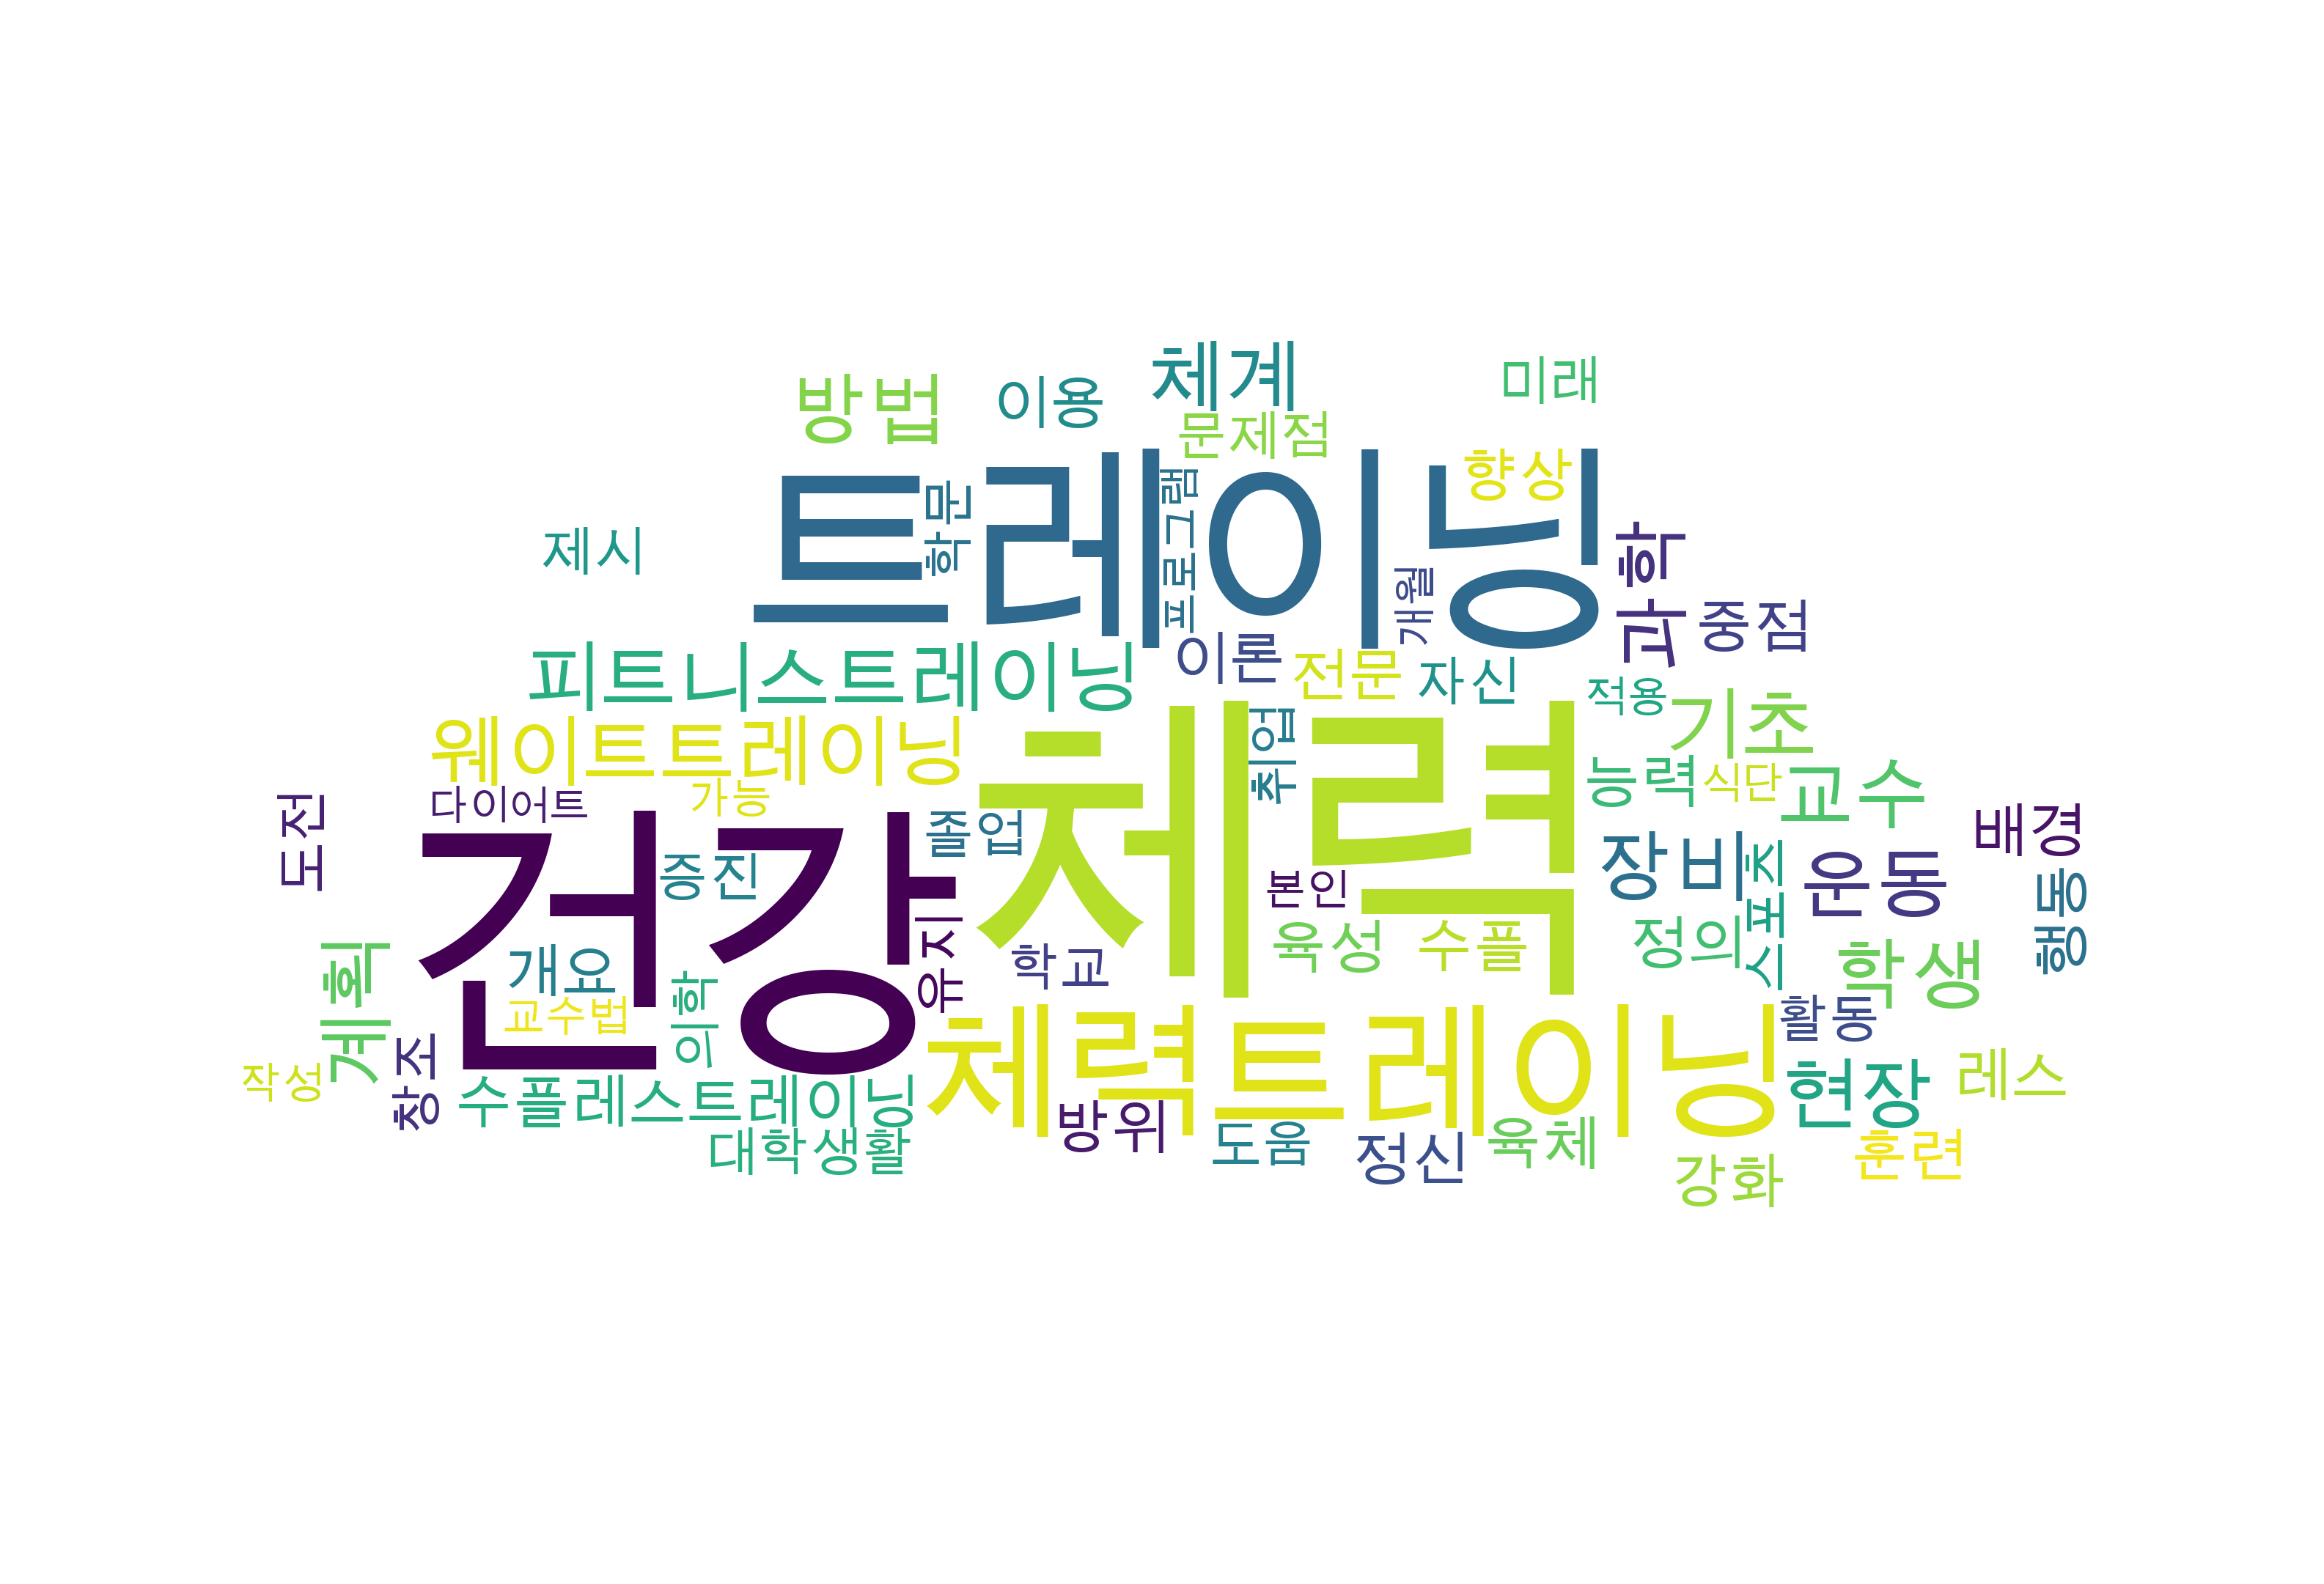 체계
미래
방법
이용
문제점
향상
트레이닝
학문
프로그램
제시
과학
개활
중점
이론
피트니스트레이닝
전문
자신
적용
기초
체력
취업
웨이트트레이닝
능력
식단
교수
다이어트
가능
도전
건강
졸업
배경
장비
증진
스포츠
운동
본인
행동
유지
육성
수플
정의
계획
개요
학교
학생
의학
교수법
활동
체력트레이닝
창조
적성
현장
레스
수플레스트레이닝
대학생활
방위
도움
정신
육체
훈련
강화